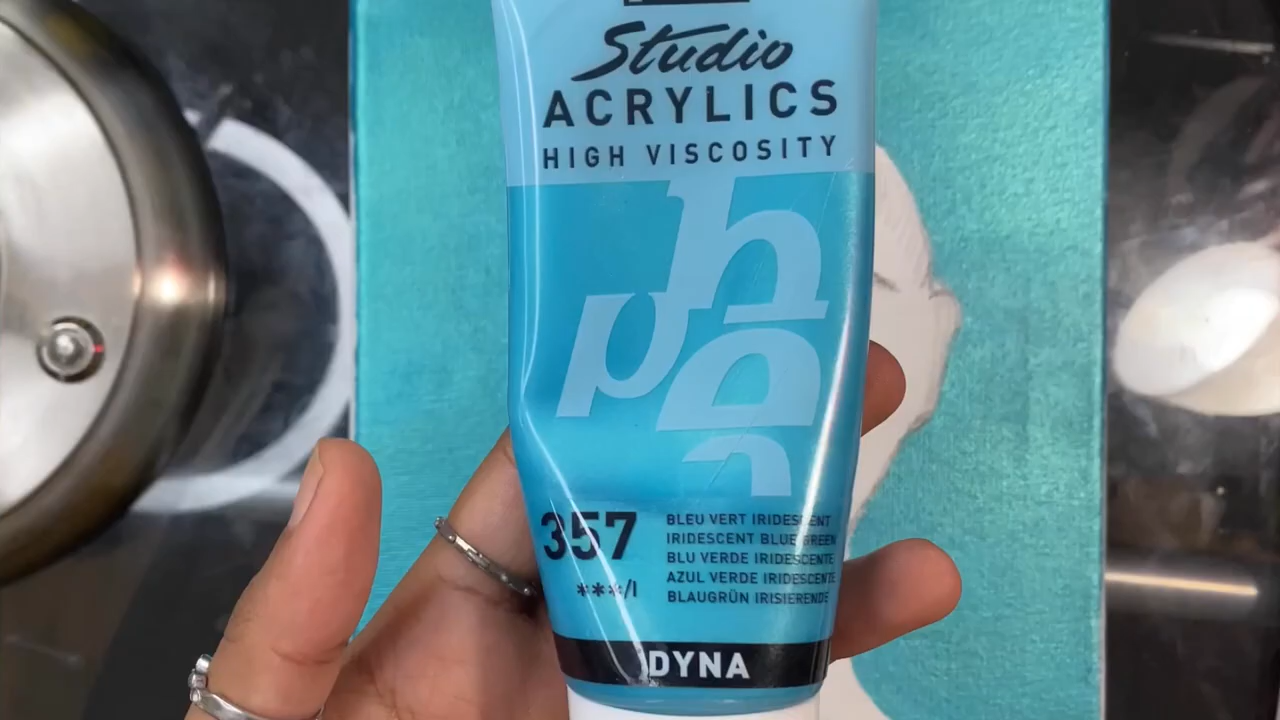 Studio
ACRYLICS
HIGH VISCOSITY
357
***/I
BLEU VERT IRIDESCENT
IRIDESCENT BLUE GREEN
BLU VERDE IRIDESCENTE
AZUL VERDE IRIDESCENTE
BLAUGRÜN IRISIERENDE
DYNA